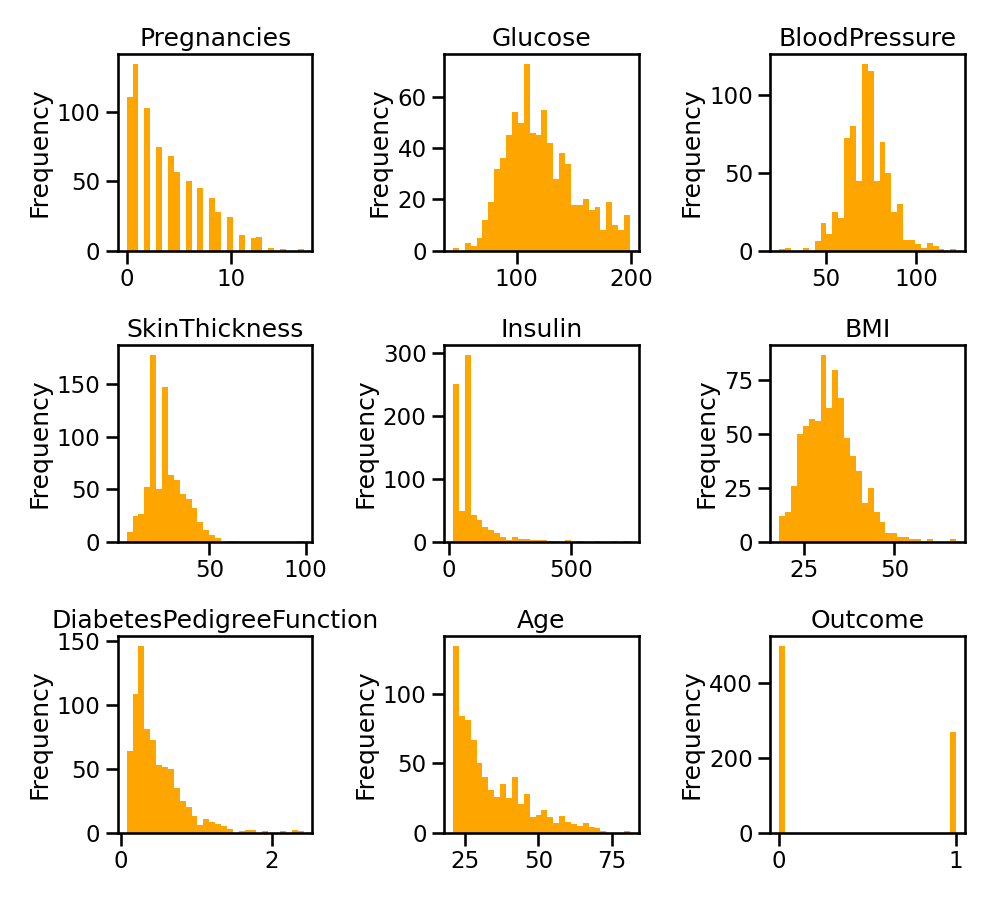 Pregnancies
Frequency
100
50
0
0 10
Glucose
Frequency
60
40
20
0
100 200
BloodPressure
Frequency
100
50
0
50 100
SkinThickness
Frequency
150
100
50
0
50 100
Insulin
Frequency
300
200
100
0
0 500
BMI
Frequency
75
50
25
0
25 50
DiabetesPedigreeFunction
Frequency
150
100
50
0
0 2
Age
Frequency
100
50
0
25 50 75
Outcome
Frequency
400
200
0
0 1